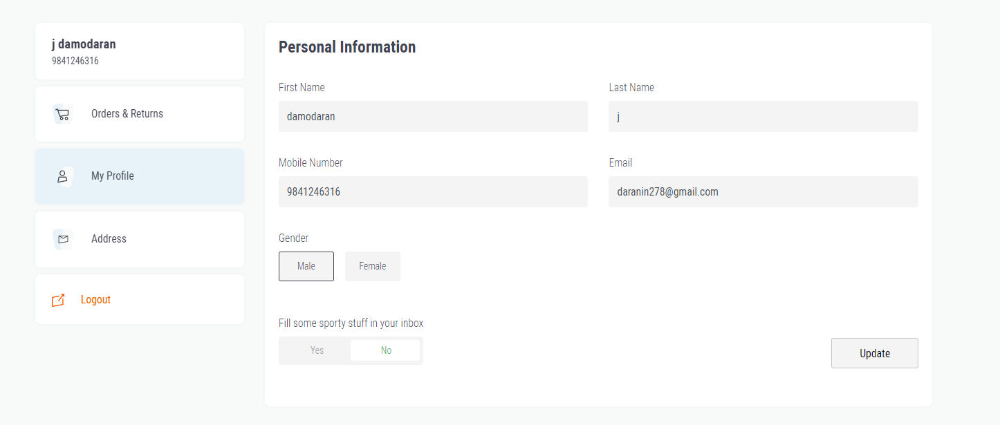 j damodaran
9841246316
Orders & Returns
My Profile
Address
Logout
Personal Information
First Name
Last Name
damodaran
j
Mobile Number
Email
9841246316
daranin278@gmail.com
Gender
Male
Female
Fill some sporty stuff in your inbox
Yes
No
Update